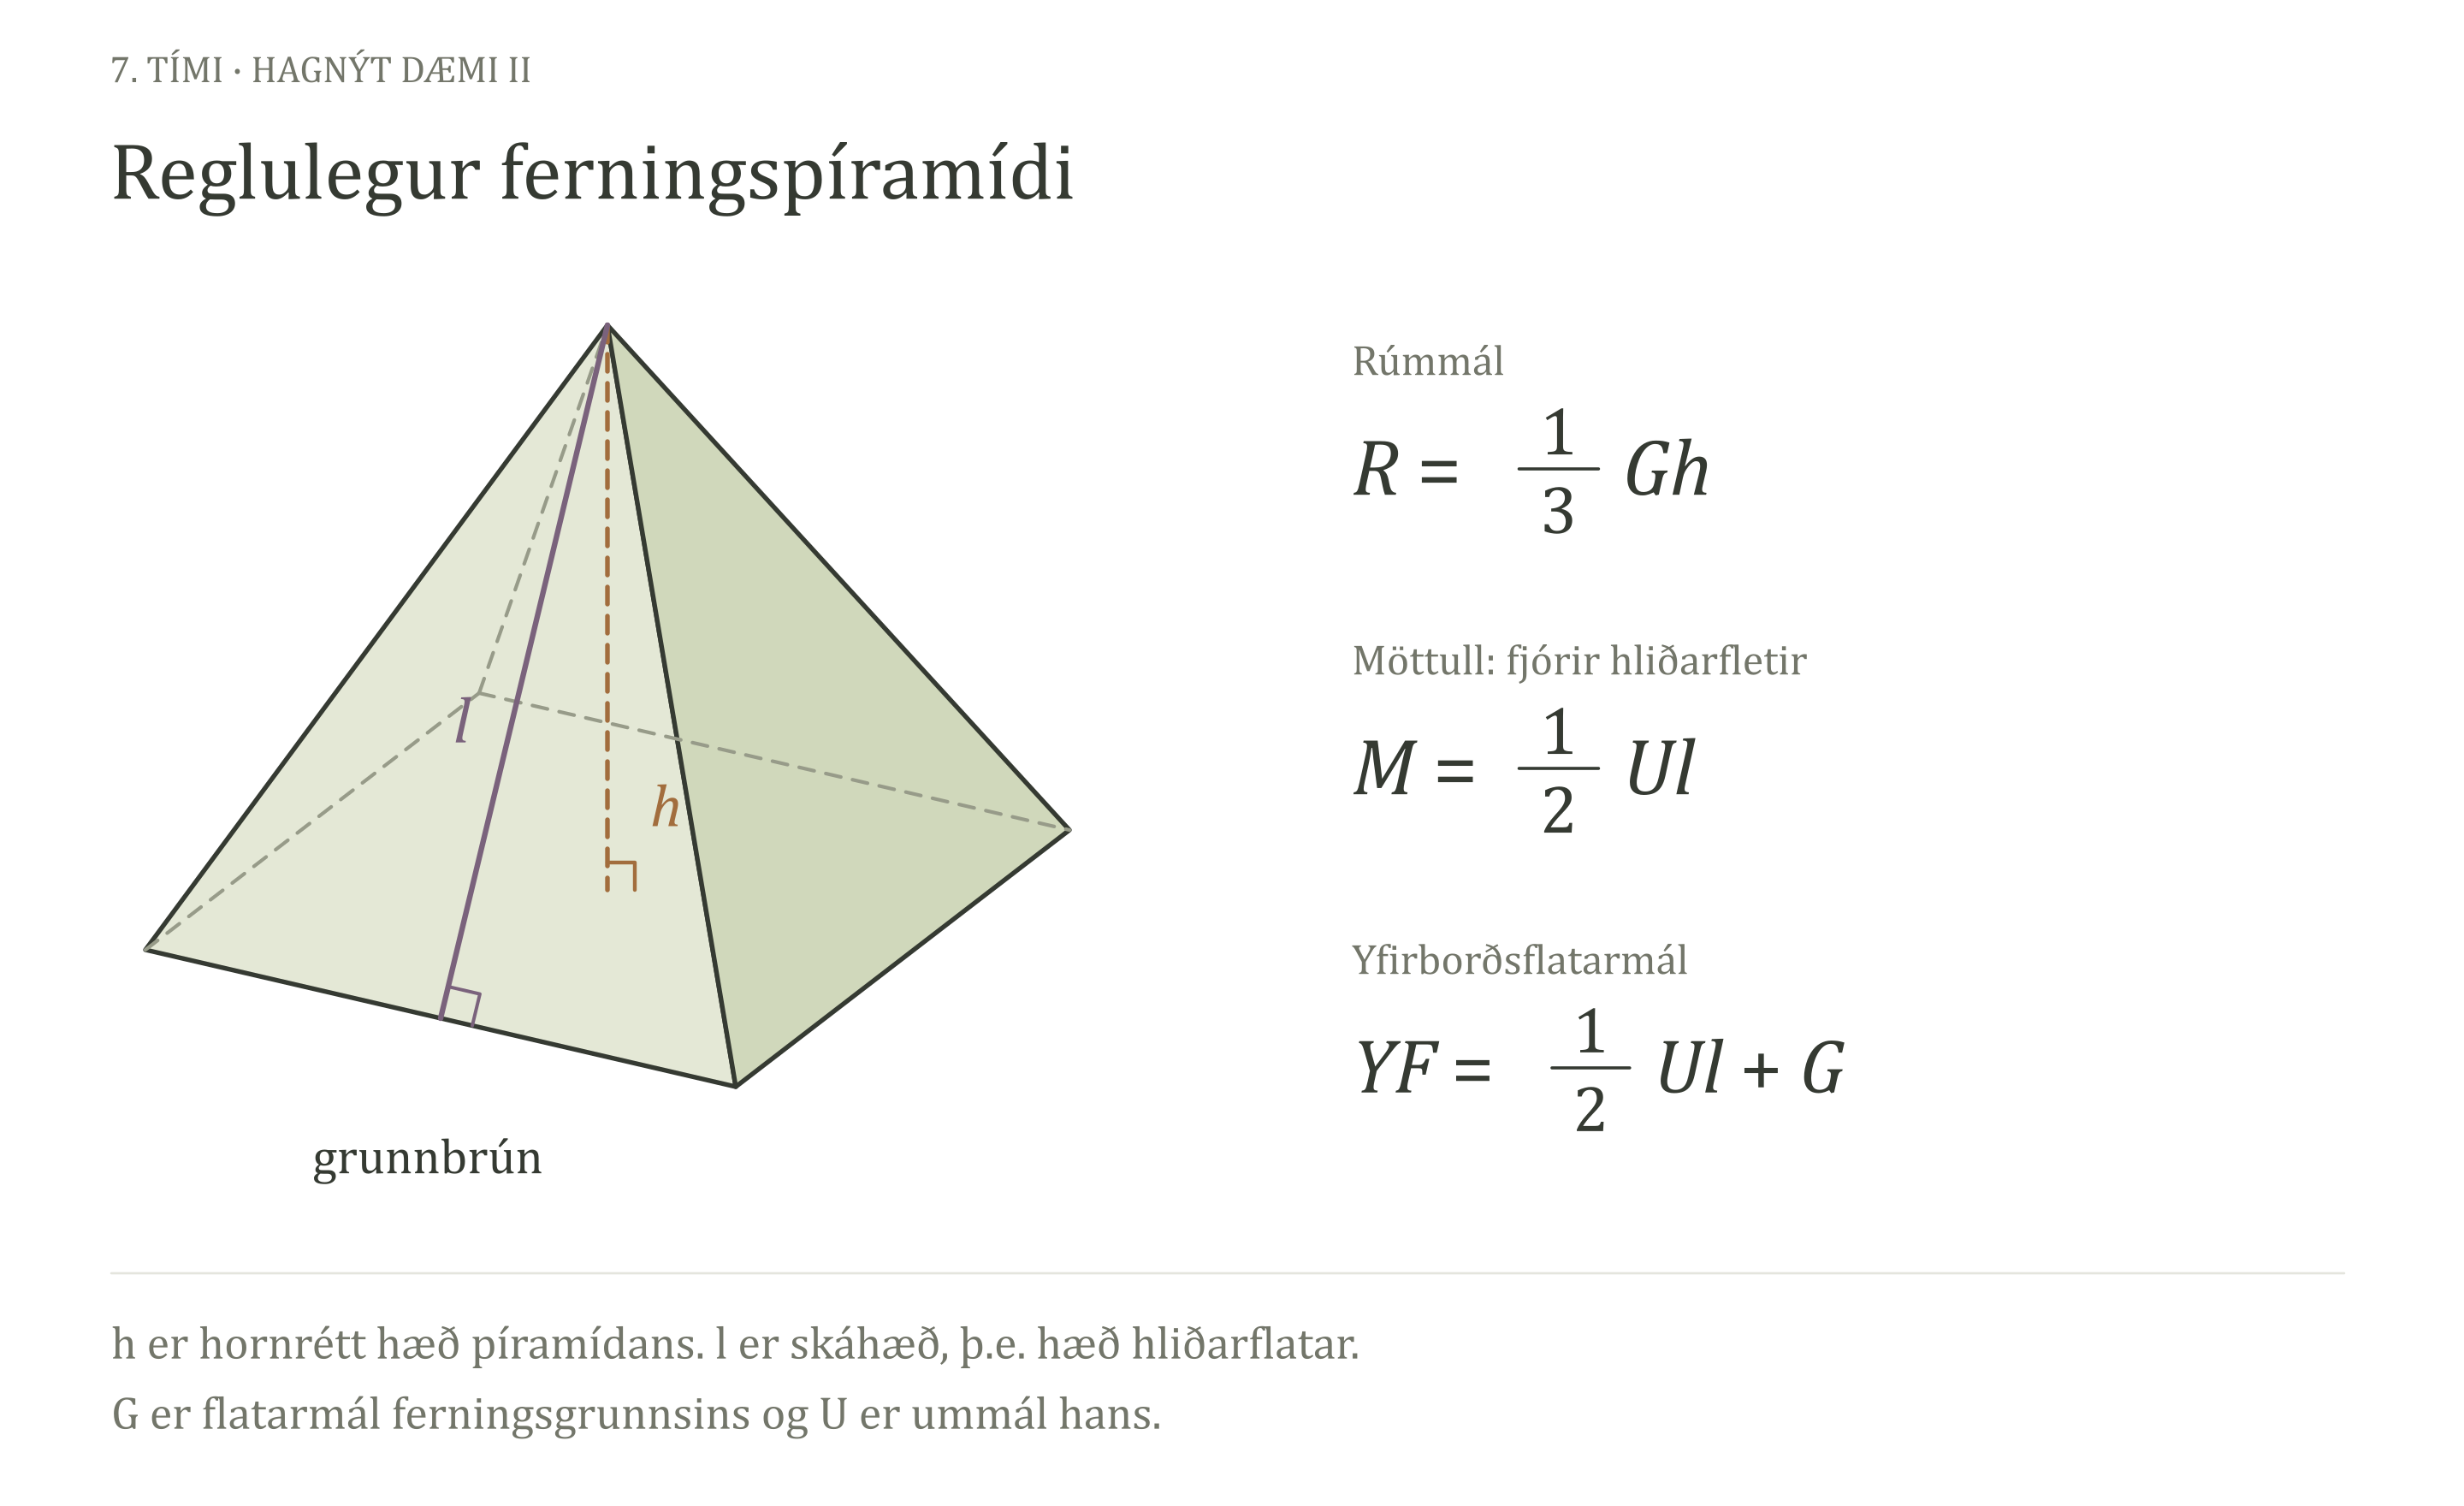 7. TÍMI · HAGNÝT DÆMI II
Reglulegur ferningspíramídi
l
h
grunnbrún
Rúmmál
R = 1/3 Gh
Möttull: fjórir hliðarfletir
M = 1/2 Ul
Yfirborðsflatarmál
YF = 1/2 Ul + G
h er hornrétt hæð píramídans. l er skáhæð, þ.e. hæð hliðarflatar.
G er flatarmál ferningsgrunnsins og U er ummál hans.